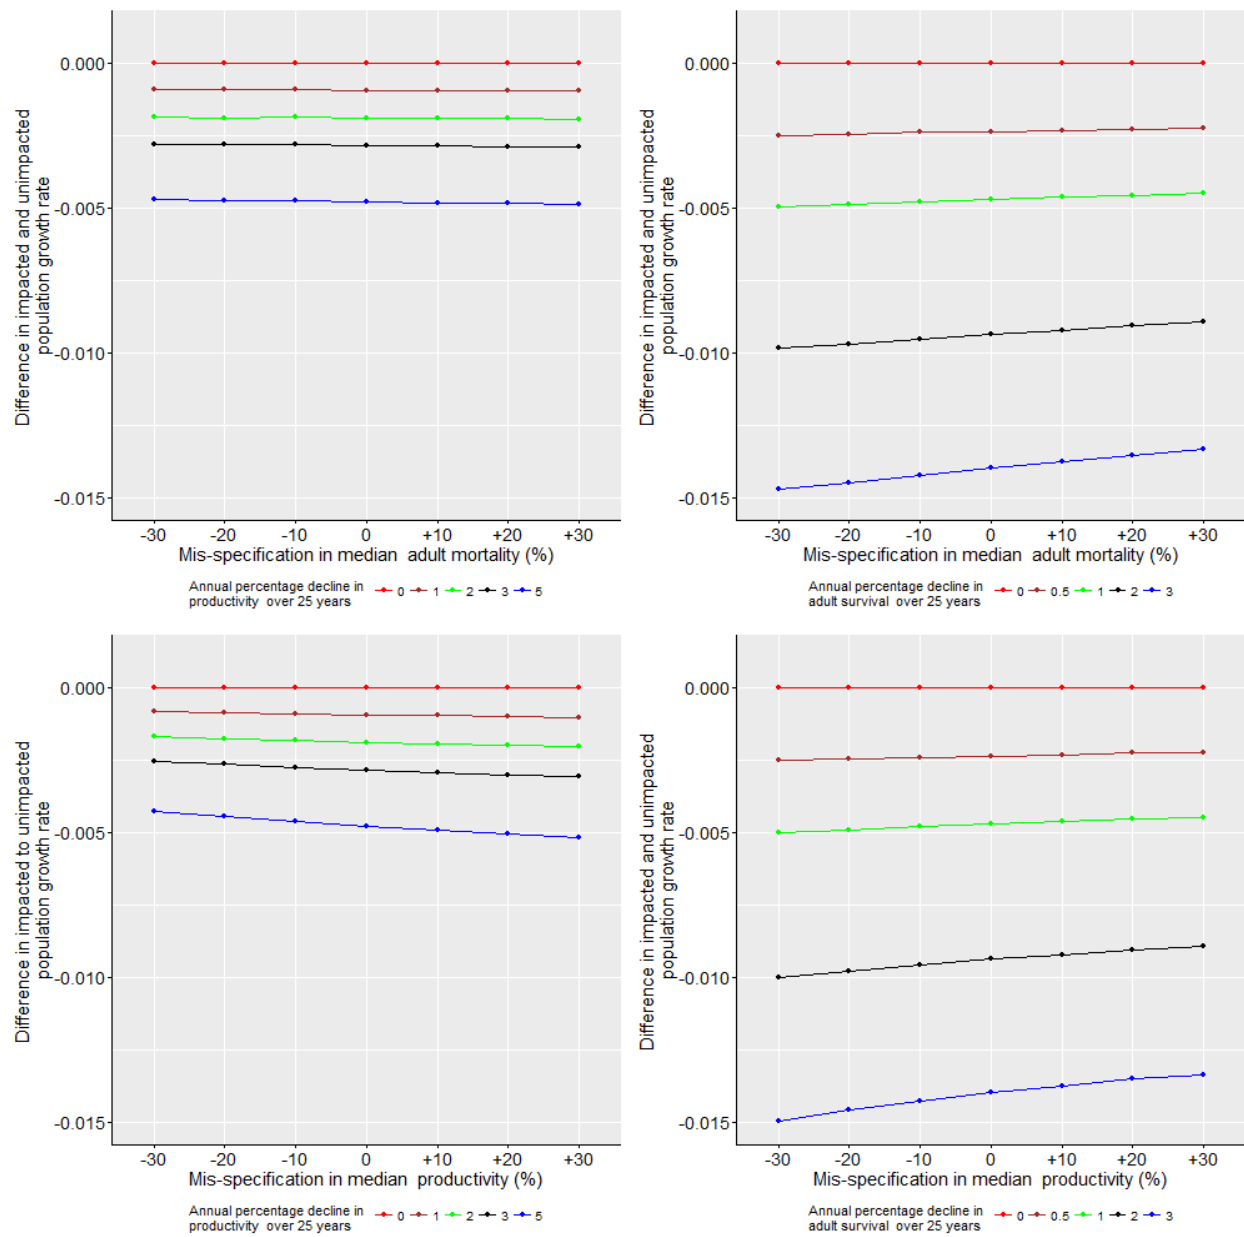 Difference in impacted and unimpacted
population growth rate
0.000
-0.005
-0.010
-0.015
-30 -20 -10 0 +10 +20 +30
Mis-specification in median adult mortality (%)
Annual percentage decline in
productivity over 25 years
0 1 2 3 5
Difference in impacted and unimpacted
population growth rate
0.000
-0.005
-0.010
-0.015
-30 -20 -10 0 +10 +20 +30
Mis-specification in median adult mortality (%)
Annual percentage decline in
adult survival over 25 years
0 0.5 1 2 3
Difference in impacted to unimpacted
population growth rate
0.000
-0.005
-0.010
-0.015
-30 -20 -10 0 +10 +20 +30
Mis-specification in median productivity (%)
Annual percentage decline in
productivity over 25 years
0 1 2 3 5
Difference in impacted and unimpacted
population growth rate
0.000
-0.005
-0.010
-0.015
-30 -20 -10 0 +10 +20 +30
Mis-specification in median productivity (%)
Annual percentage decline in
adult survival over 25 years
0 0.5 1 2 3